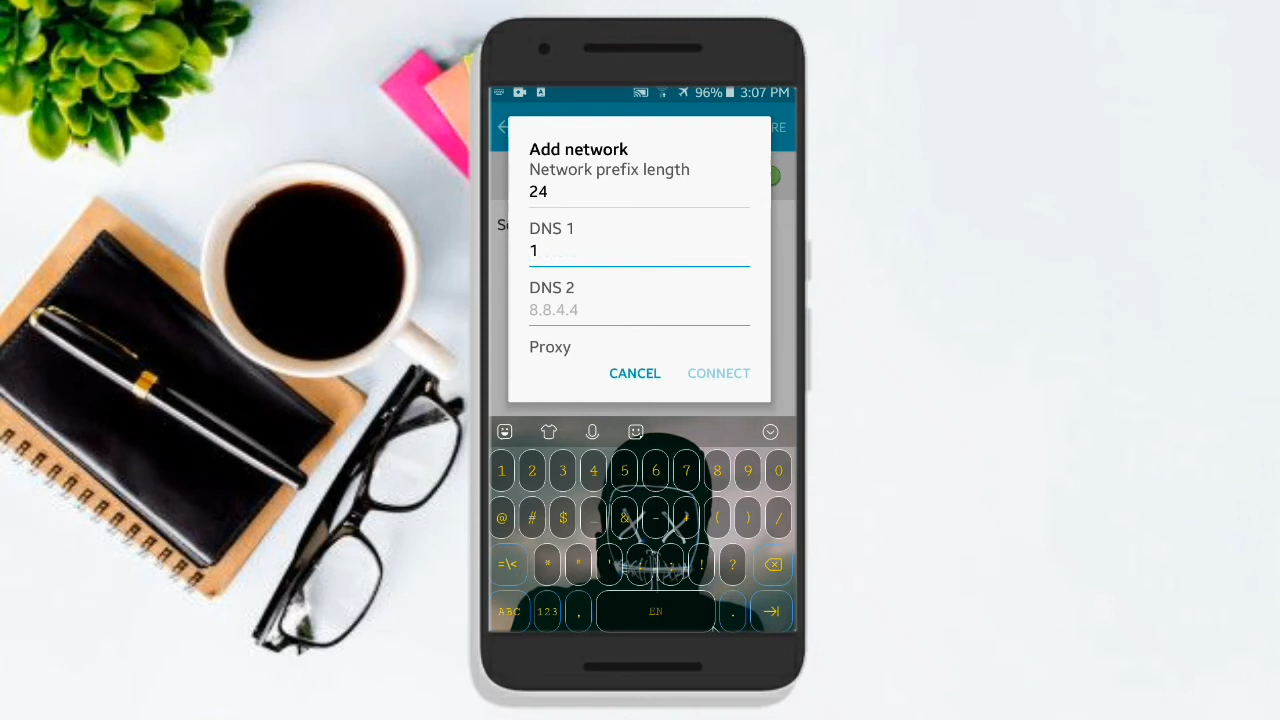 96% 3:07 PM
RE
Add network
Network prefix length
24
DNS 1
1
DNS 2
8.8.4.4
Proxy
CANCEL CONNECT
1 2 3 4 5 6 7 8 9 0
@ # $ _ & - + ( ) /
=\< * " ' : ; ! ?
ABC 123 , EN .